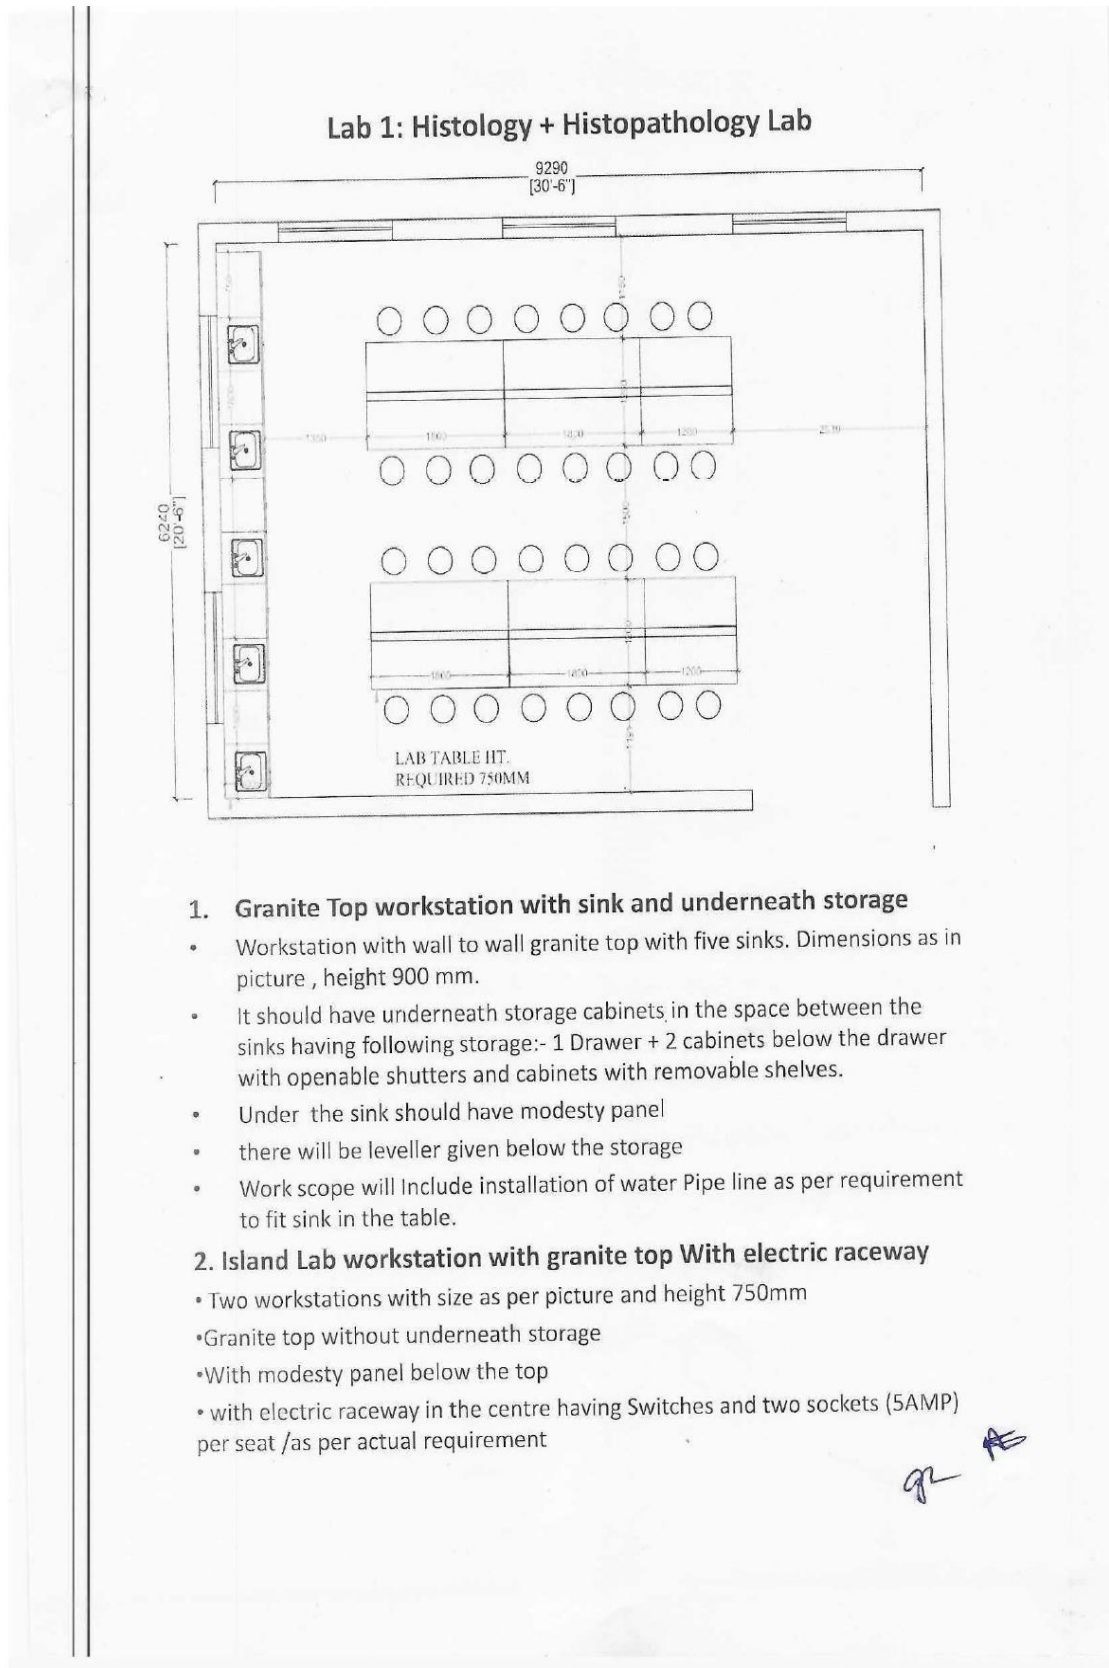 Lab 1: Histology + Histopathology Lab
9290
[30'-6"]
6240
[20'-6"]
1800
1800
1200
1800
1200
LAB TABLE HT.
REQUIRED 750MM
1. Granite Top workstation with sink and underneath storage
• Workstation with wall to wall granite top with five sinks. Dimensions as in
picture , height 900 mm.
• It should have underneath storage cabinets in the space between the
sinks having following storage:- 1 Drawer + 2 cabinets below the drawer
with openable shutters and cabinets with removable shelves.
• Under the sink should have modesty panel
• there will be leveller given below the storage
• Work scope will Include installation of water Pipe line as per requirement
to fit sink in the table.
2. Island Lab workstation with granite top With electric raceway
• Two workstations with size as per picture and height 750mm
•Granite top without underneath storage
•With modesty panel below the top
• with electric raceway in the centre having Switches and two sockets (5AMP)
per seat /as per actual requirement